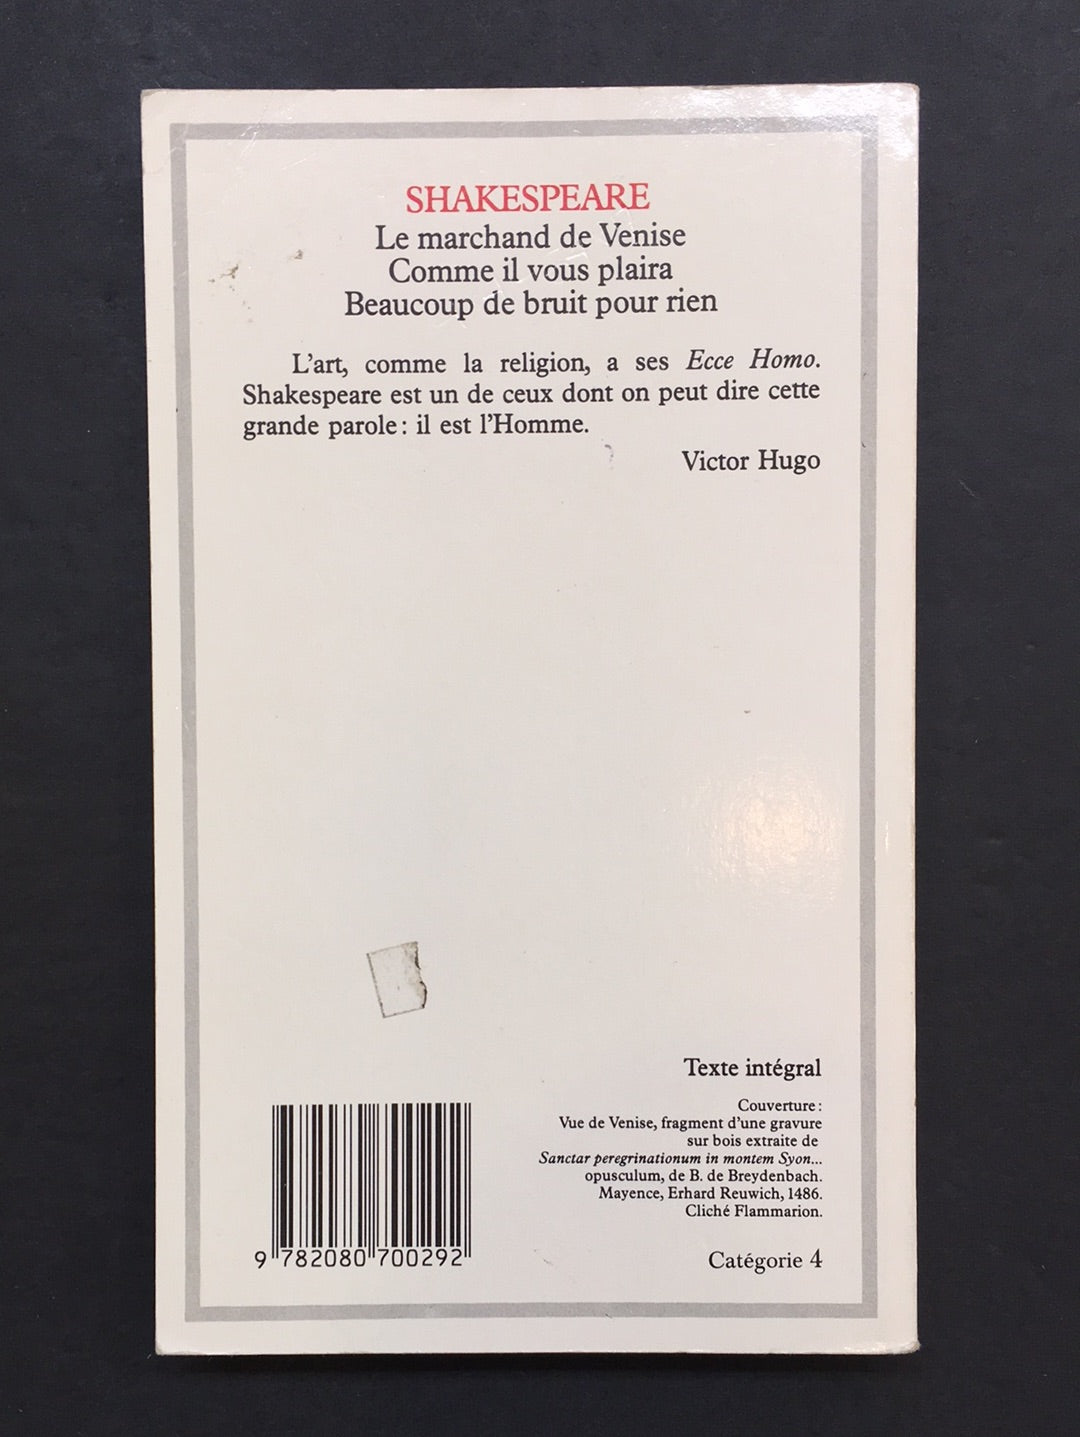 SHAKESPEARE
Le marchand de Venise
Comme il vous plaira
Beaucoup de bruit pour rien
L'art, comme la religion, a ses Ecce Homo.
Shakespeare est un de ceux dont on peut dire cette
grande parole : il est l'Homme.
Victor Hugo
Texte intégral
Couverture :
Vue de Venise, fragment d'une gravure
sur bois extraite de
Sanctar peregrinationum in montem Syon...
opusculum, de B. de Breydenbach.
Mayence, Erhard Reuwich, 1486.
Cliché Flammarion.
9 782080 700292
Catégorie 4